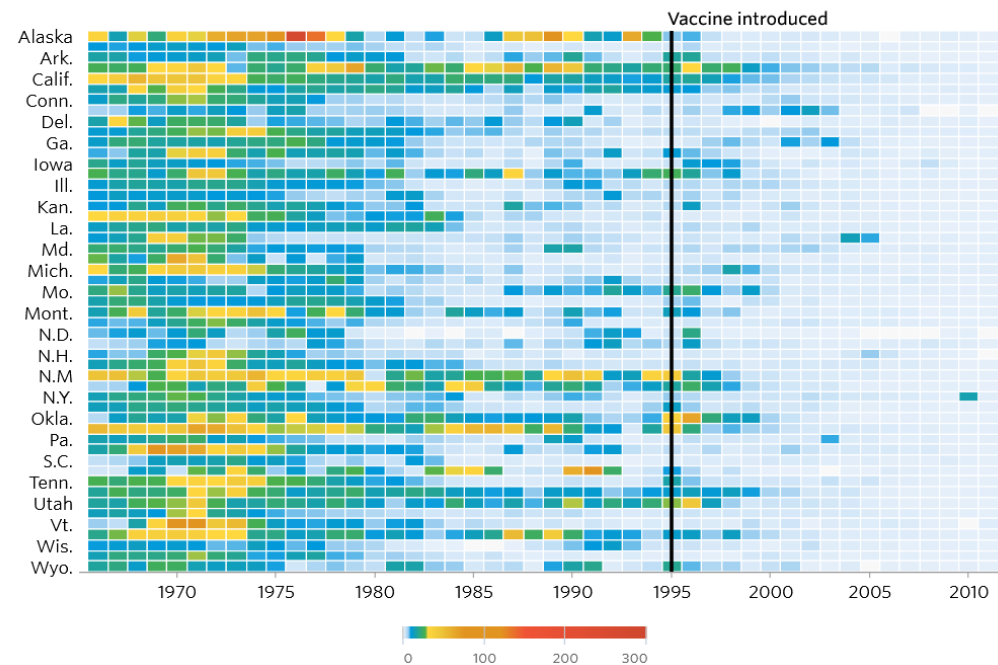 Vaccine introduced
Alaska
Ark.
Calif.
Conn.
Del.
Ga.
Iowa
Ill.
Kan.
La.
Md.
Mich.
Mo.
Mont.
N.D.
N.H.
N.M
N.Y.
Okla.
Pa.
S.C.
Tenn.
Utah
Vt.
Wis.
Wyo.
1970 1975 1980 1985 1990 1995 2000 2005 2010
0 100 200 300